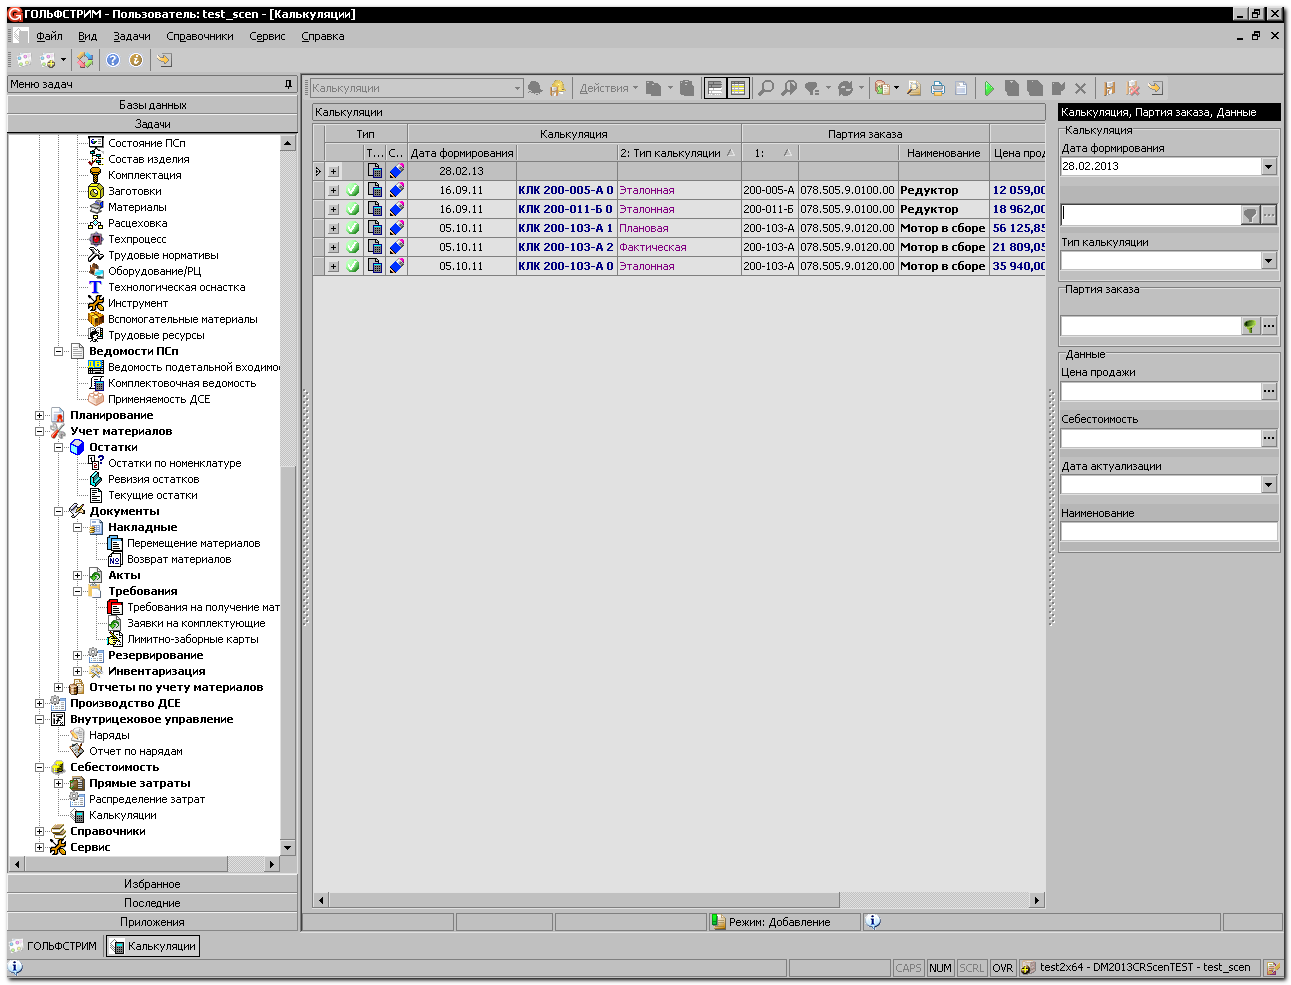 ГОЛЬФСТРИМ - Пользователь: test_scen - [Калькуляции]
Файл Вид Задачи Справочники Сервис Справка
Меню задач
Базы данных
Задачи
Состояние ПСп
Состав изделия
Комплектация
Заготовки
Материалы
Расцеховка
Техпроцесс
Трудовые нормативы
Оборудование/РЦ
Технологическая оснастка
Инструмент
Вспомогательные материалы
Трудовые ресурсы
Ведомости ПСп
Ведомость подетальной входимо
Комплектовочная ведомость
Применяемость ДСЕ
Планирование
Учет материалов
Остатки
Остатки по номенклатуре
Ревизия остатков
Текущие остатки
Документы
Накладные
Перемещение материалов
Возврат материалов
Акты
Требования
Требования на получение мат
Заявки на комплектующие
Лимитно-заборные карты
Резервирование
Инвентаризация
Отчеты по учету материалов
Производство ДСЕ
Внутрицеховое управление
Наряды
Отчет по нарядам
Себестоимость
Прямые затраты
Распределение затрат
Калькуляции
Справочники
Сервис
Избранное
Последние
Приложения
Калькуляции Действия
Калькуляции
Тип Калькуляция Партия заказа
Т... С.. Дата формирования 2: Тип калькуляции 1: Наименование Цена прод
28.02.13
16.09.11 КЛК 200-005-А 0 Эталонная 200-005-А 078.505.9.0100.00 Редуктор 12 059,00
16.09.11 КЛК 200-011-Б 0 Эталонная 200-011-Б 078.505.9.0100.00 Редуктор 18 962,00
05.10.11 КЛК 200-103-А 1 Плановая 200-103-А 078.505.9.0120.00 Мотор в сборе 56 125,85
05.10.11 КЛК 200-103-А 2 Фактическая 200-103-А 078.505.9.0120.00 Мотор в сборе 21 809,05
05.10.11 КЛК 200-103-А 0 Эталонная 200-103-А 078.505.9.0120.00 Мотор в сборе 35 940,00
Калькуляция, Партия заказа, Данные
Калькуляция
Дата формирования
28.02.2013
Тип калькуляции
Партия заказа
Данные
Цена продажи
Себестоимость
Дата актуализации
Наименование
Режим: Добавление
ГОЛЬФСТРИМ Калькуляции
CAPS NUM SCRL OVR test2x64 - DM2013CRScenTEST - test_scen